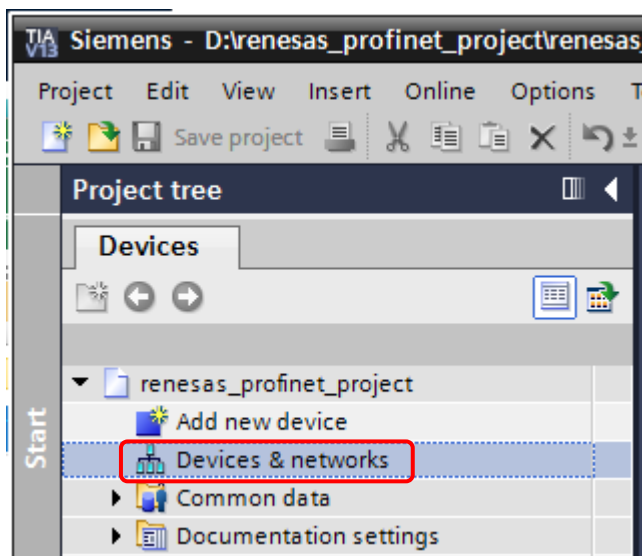 TIA V13 Siemens - D:\renesas_profinet_project\renesas_
Project Edit View Insert Online Options T
Save project
Project tree
Devices
Start
renesas_profinet_project
Add new device
Devices & networks
Common data
Documentation settings